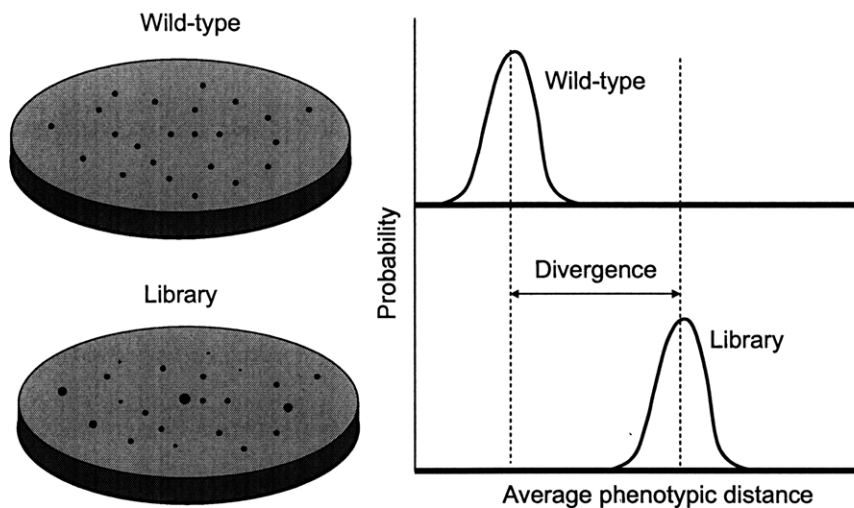 Wild-type
Library
Probability
Wild-type
Divergence
Library
Average phenotypic distance